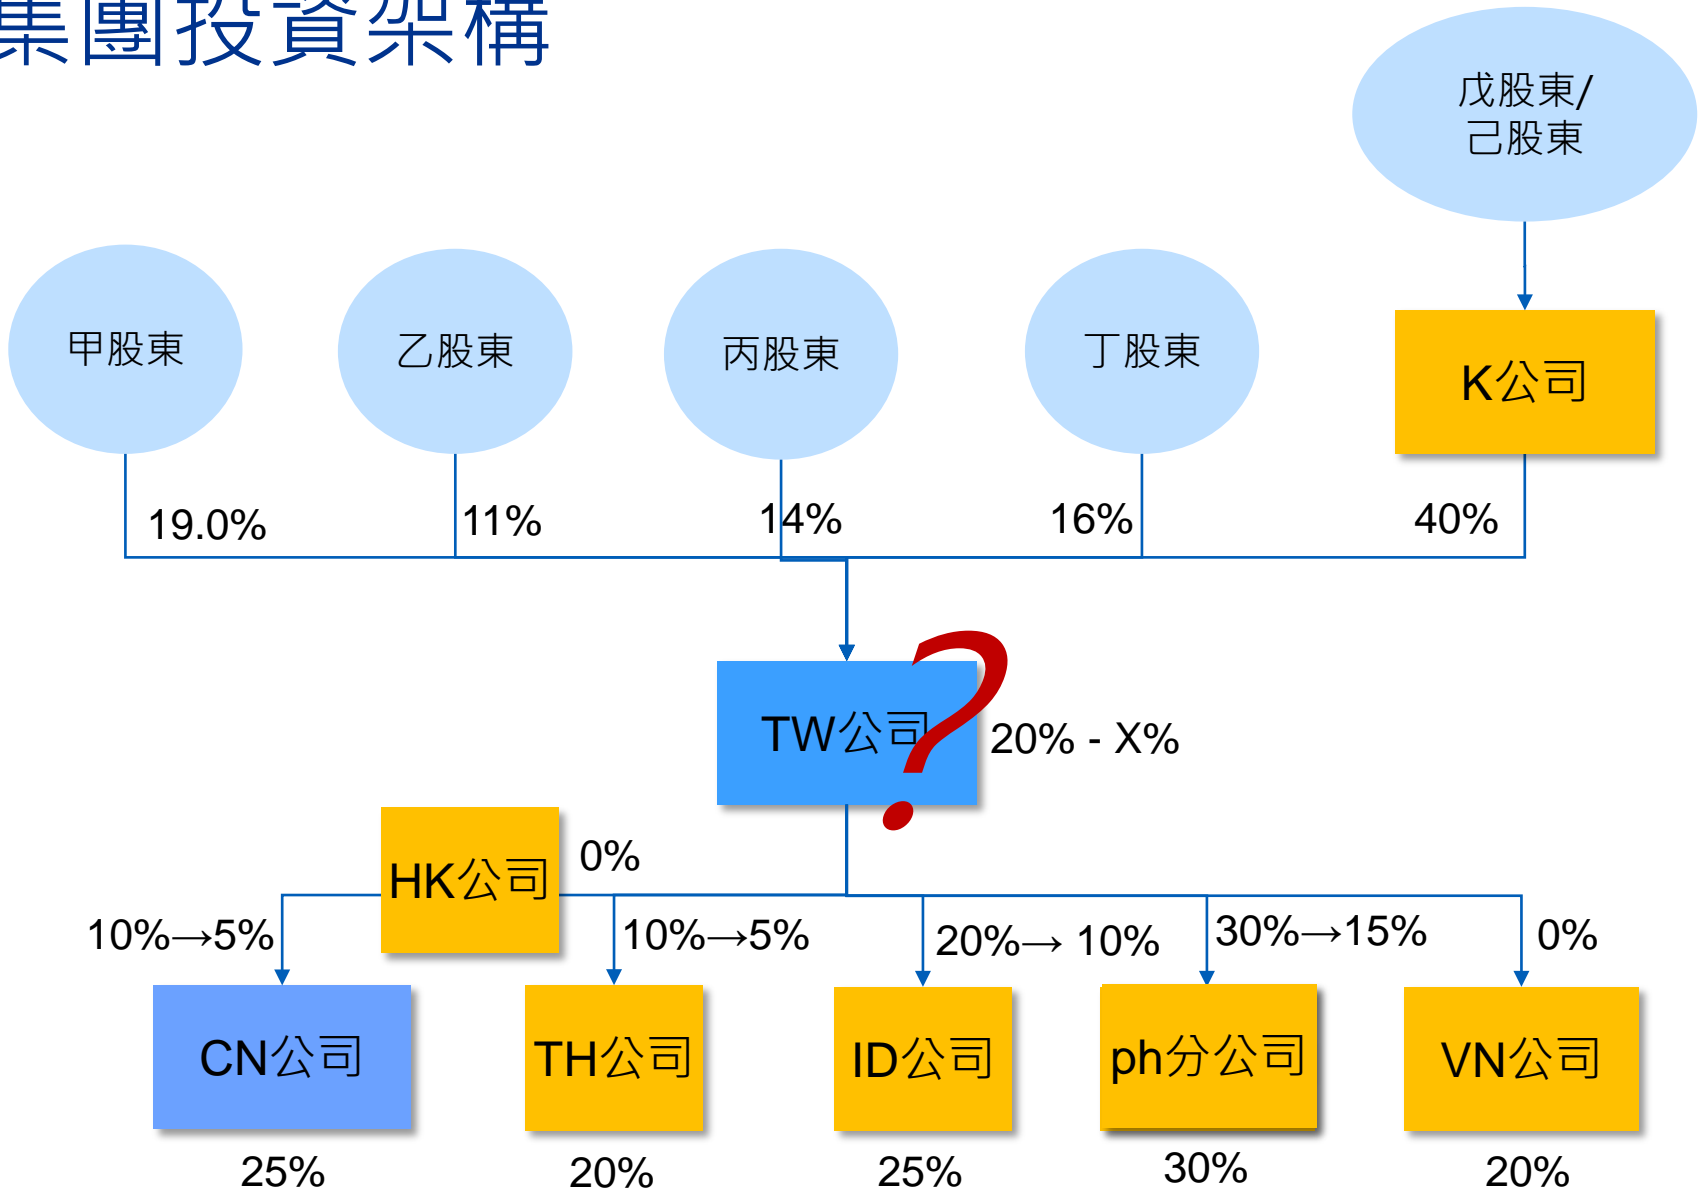 集團投資架構
戊股東/
己股東
甲股東
乙股東
丙股東
丁股東
K公司
19.0%
11%
14%
16%
40%
TW公司
?
20% - X%
HK公司
0%
10%→5%
10%→5%
20%→ 10%
30%→15%
0%
CN公司
TH公司
ID公司
ph分公司
VN公司
25%
20%
25%
30%
20%